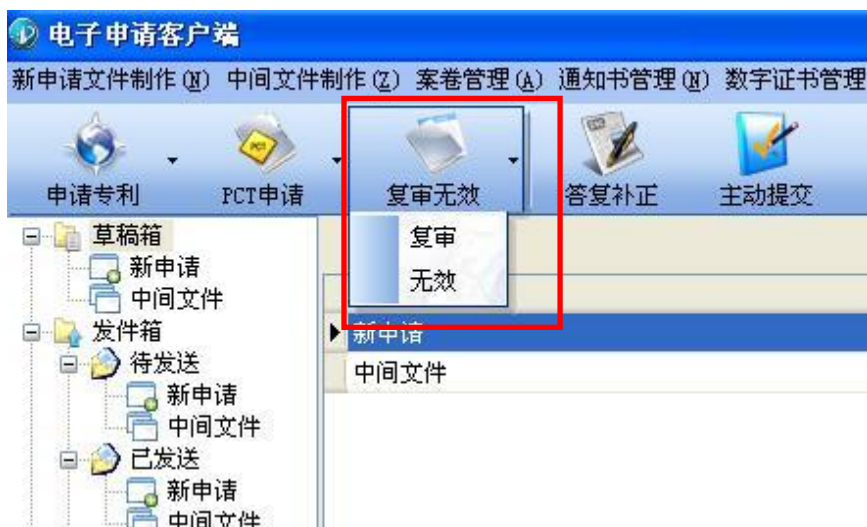 电子申请客户端
新申请文件制作(N) 中间文件制作(Z) 案卷管理(A) 通知书管理(N) 数字证书管理
申请专利 PCT申请 复审无效 答复补正 主动提交
草稿箱
新申请
中间文件
发件箱
待发送
新申请
中间文件
已发送
新申请
中间文件
复审
无效
新申请
中间文件